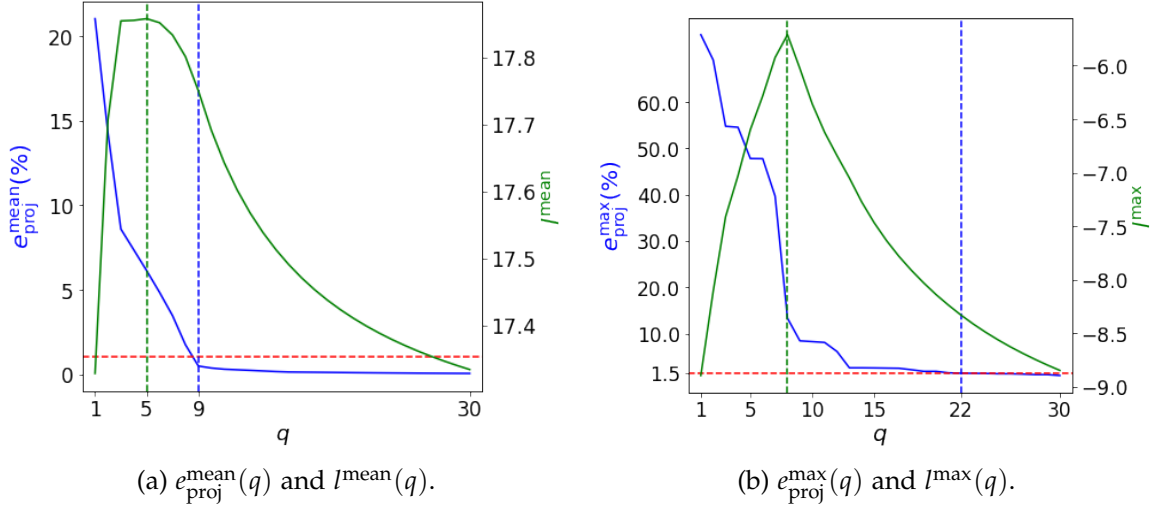 20
15
10
5
0
e_proj^mean(%)
17.8
17.7
17.6
17.5
17.4
l^mean
1 5 9 30
q
(a) e_proj^mean(q) and l^mean(q).
60.0
50.0
40.0
30.0
20.0
10.0
1.5
e_proj^max(%)
−6.0
−6.5
−7.0
−7.5
−8.0
−8.5
−9.0
l^max
1 5 10 15 22 30
q
(b) e_proj^max(q) and l^max(q).